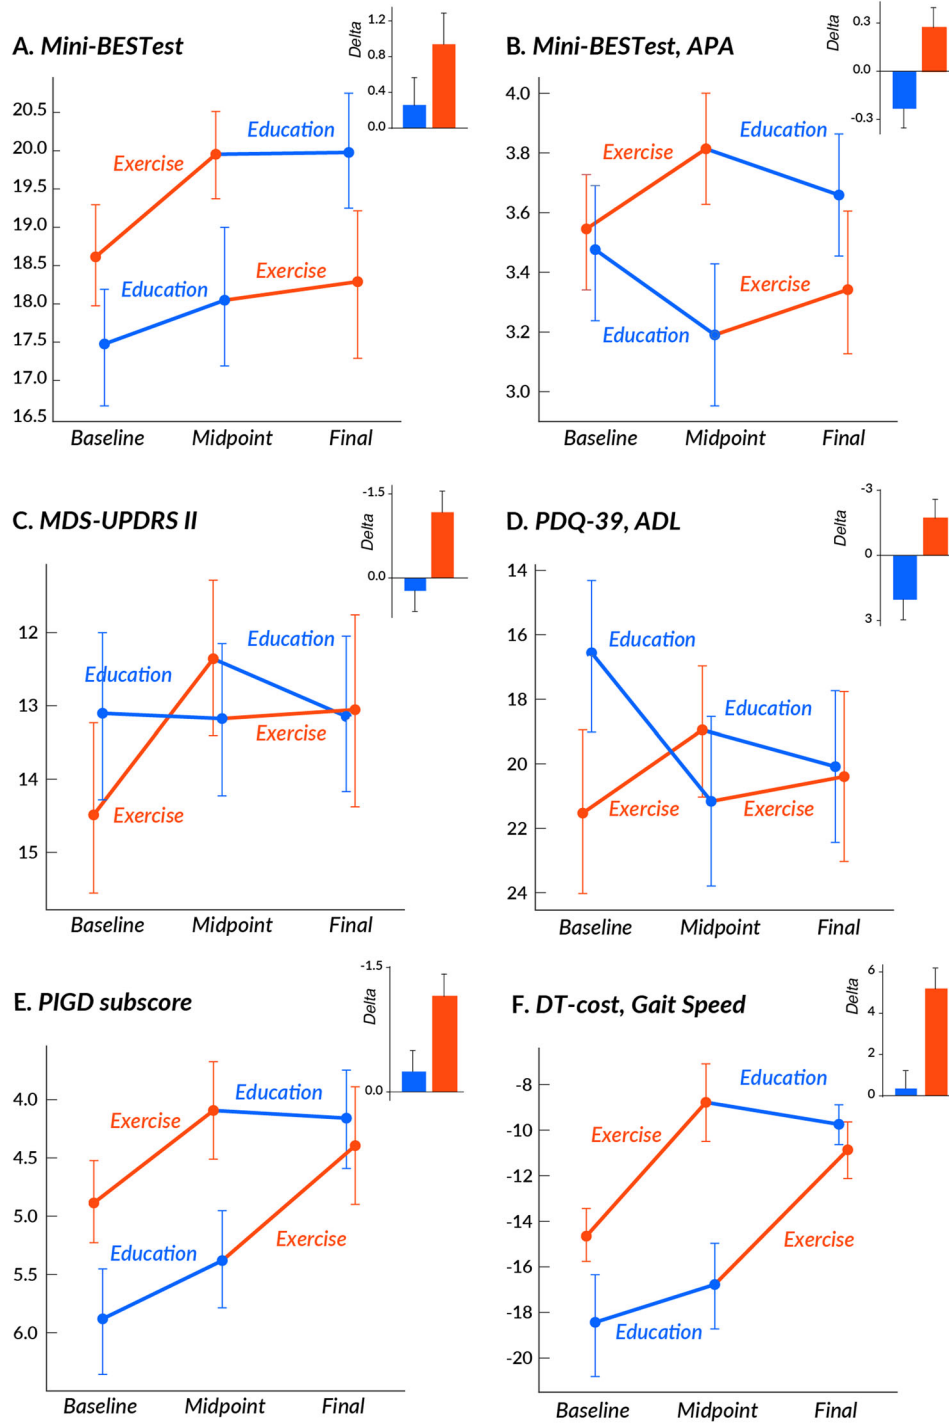 A. Mini-BESTest
Delta
1.2
0.8
0.4
0.0
20.5
20.0
19.5
19.0
18.5
18.0
17.5
17.0
16.5
Exercise
Education
Education
Exercise
Baseline
Midpoint
Final
B. Mini-BESTest, APA
Delta
0.3
0.0
-0.3
4.0
3.8
3.6
3.4
3.2
3.0
Exercise
Education
Education
Exercise
Baseline
Midpoint
Final
C. MDS-UPDRS II
Delta
-1.5
0.0
12
13
14
15
Education
Education
Exercise
Exercise
Baseline
Midpoint
Final
D. PDQ-39, ADL
Delta
-3
0
3
14
16
18
20
22
24
Education
Education
Exercise
Exercise
Baseline
Midpoint
Final
E. PIGD subscore
Delta
-1.5
0.0
4.0
4.5
5.0
5.5
6.0
Exercise
Education
Education
Exercise
Baseline
Midpoint
Final
F. DT-cost, Gait Speed
Delta
6
4
2
0
-8
-10
-12
-14
-16
-18
-20
Education
Exercise
Exercise
Education
Baseline
Midpoint
Final